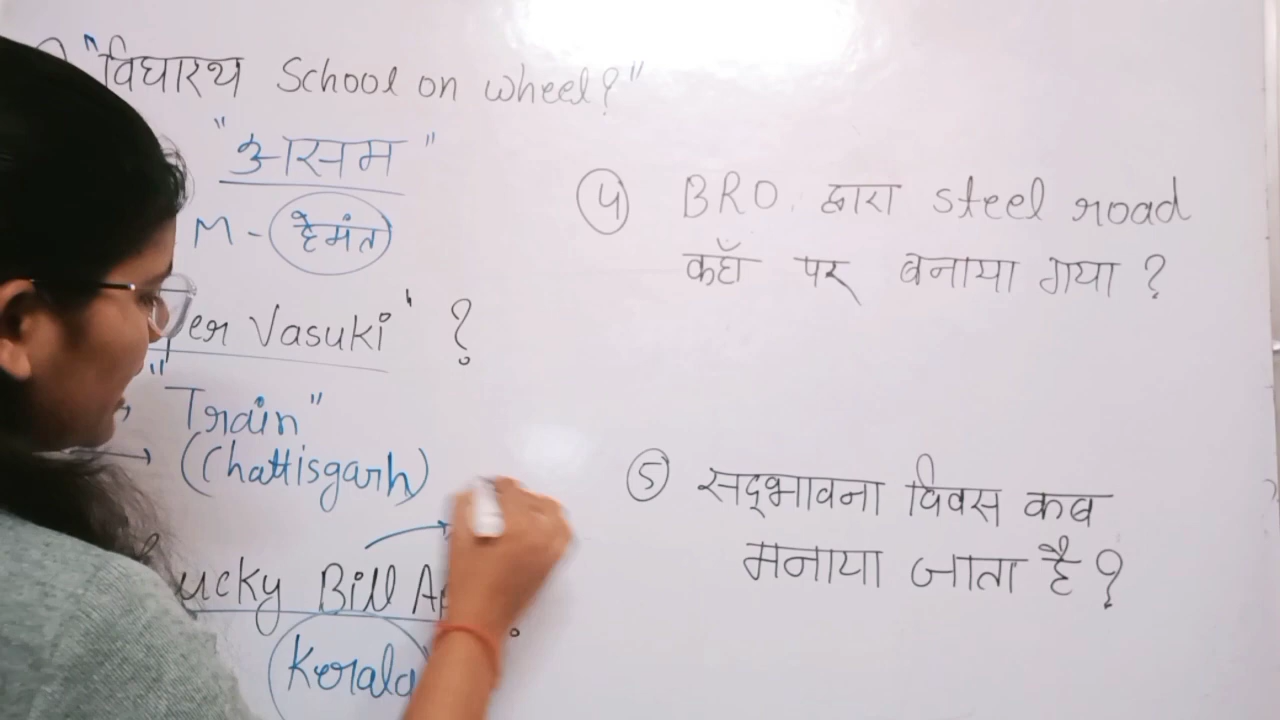 "विद्यारथ School on wheel?"
"असम"
M - हेमंत
er Vasuki' ?
"Train"
(Chattisgarh)
ucky Bill
Kerala
④ BRO. द्वारा steel road
कहाँ पर बनाया गया ?
⑤ सद्भावना दिवस कब
मनाया जाता है ?